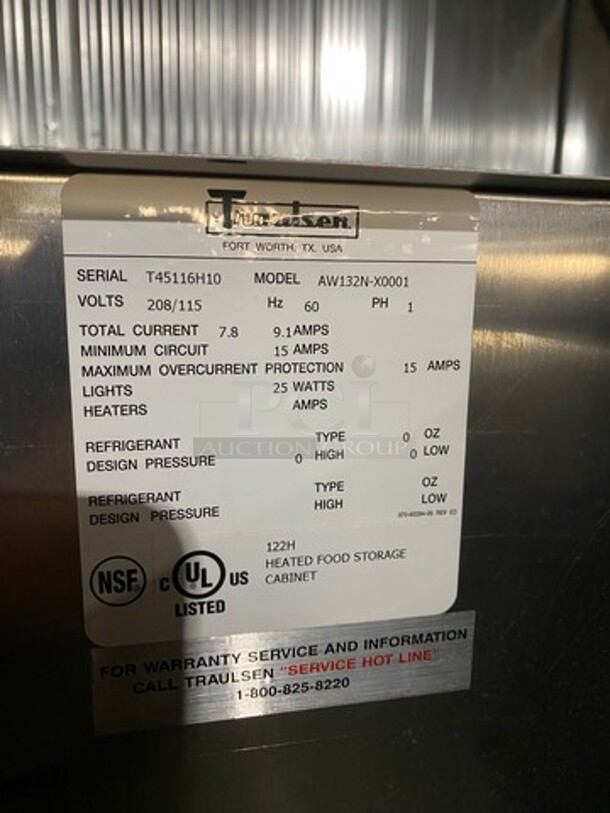 Traulsen
FORT WORTH, TX. USA
SERIAL T45116H10 MODEL AW132N-X0001
VOLTS 208/115 Hz 60 PH 1
TOTAL CURRENT 7.8 9.1 AMPS
MINIMUM CIRCUIT 15 AMPS
MAXIMUM OVERCURRENT PROTECTION 15 AMPS
LIGHTS 25 WATTS
HEATERS AMPS
PCI
AUCTION GROUP
REFRIGERANT TYPE 0 OZ
DESIGN PRESSURE 0 HIGH 0 LOW
REFRIGERANT TYPE OZ
DESIGN PRESSURE HIGH LOW
122H
HEATED FOOD STORAGE
CABINET
NSF
C UL US
LISTED
FOR WARRANTY SERVICE AND INFORMATION
CALL TRAULSEN "SERVICE HOT LINE"
1-800-825-8220